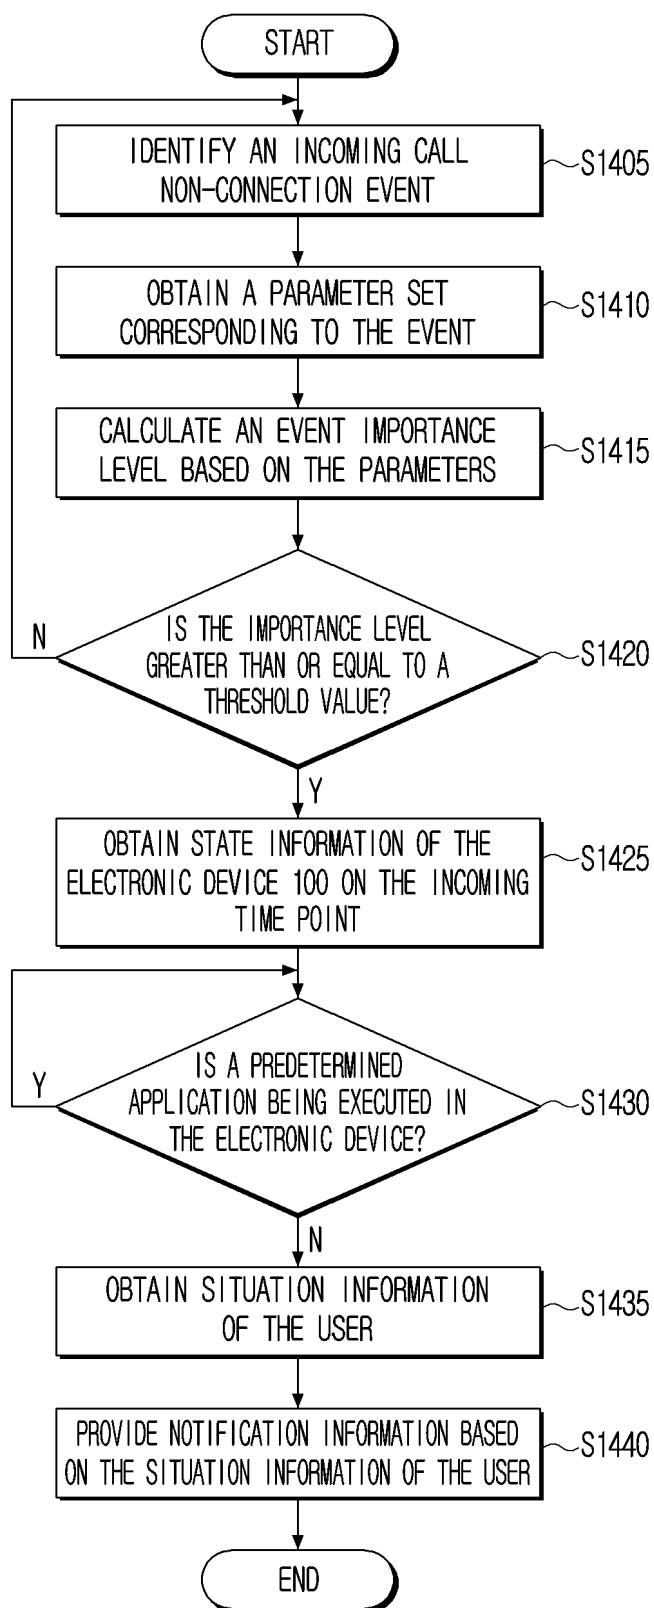 START
IDENTIFY AN INCOMING CALL
NON-CONNECTION EVENT
S1405
OBTAIN A PARAMETER SET
CORRESPONDING TO THE EVENT
S1410
CALCULATE AN EVENT IMPORTANCE
LEVEL BASED ON THE PARAMETERS
S1415
IS THE IMPORTANCE LEVEL
GREATER THAN OR EQUAL TO A
THRESHOLD VALUE?
S1420
N
Y
OBTAIN STATE INFORMATION OF THE
ELECTRONIC DEVICE 100 ON THE INCOMING
TIME POINT
S1425
IS A PREDETERMINED
APPLICATION BEING EXECUTED IN
THE ELECTRONIC DEVICE?
S1430
Y
N
OBTAIN SITUATION INFORMATION
OF THE USER
S1435
PROVIDE NOTIFICATION INFORMATION BASED
ON THE SITUATION INFORMATION OF THE USER
S1440
END